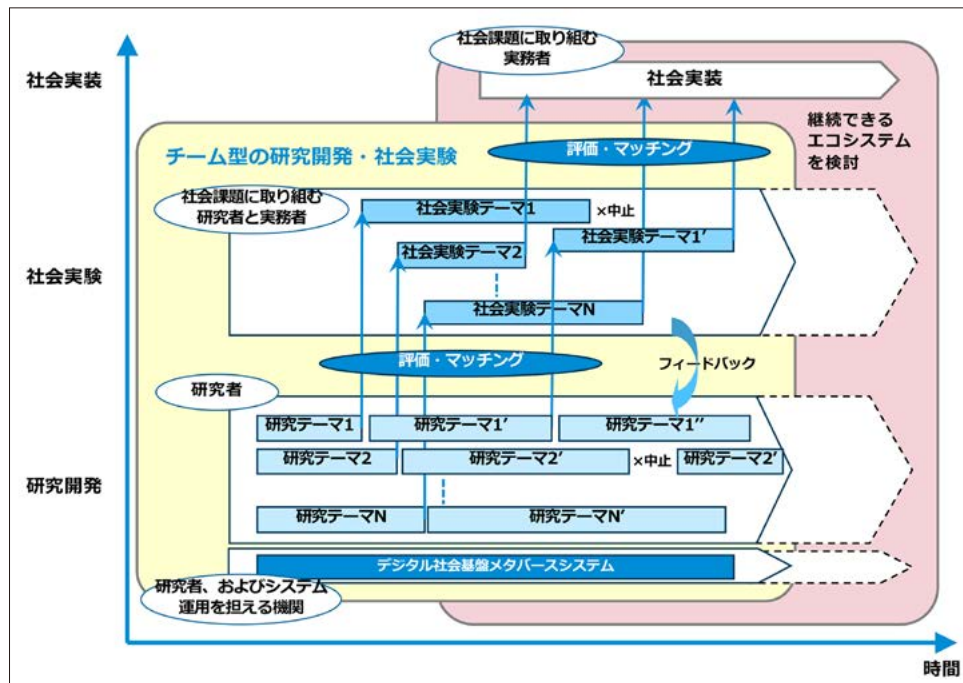 社会課題に取り組む
実務者
社会実装
社会実装
継続できる
エコシステム
を検討
評価・マッチング
チーム型の研究開発・社会実験
社会課題に取り組む
研究者と実務者
社会実験テーマ1
×中止
社会実験テーマ1’
社会実験テーマ2
社会実験
社会実験テーマN
評価・マッチング
フィードバック
研究者
研究テーマ1
研究テーマ1’
研究テーマ1’’
研究テーマ2
研究テーマ2’
×中止
研究テーマ2’
研究開発
研究テーマN
研究テーマN’
デジタル社会基盤メタバースシステム
研究者、およびシステム
運用を担える機関
時間